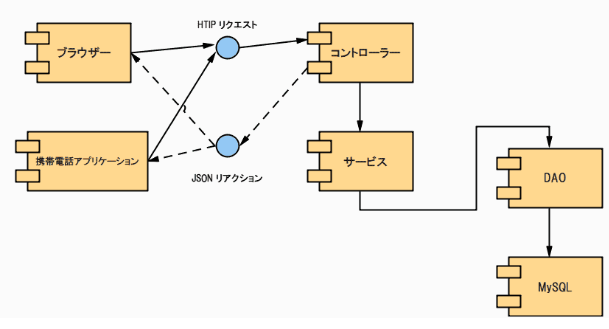 HTIP リクエスト
ブラウザー
コントローラー
携帯電話アプリケーション
サービス
JSON リアクション
DAO
MySQL